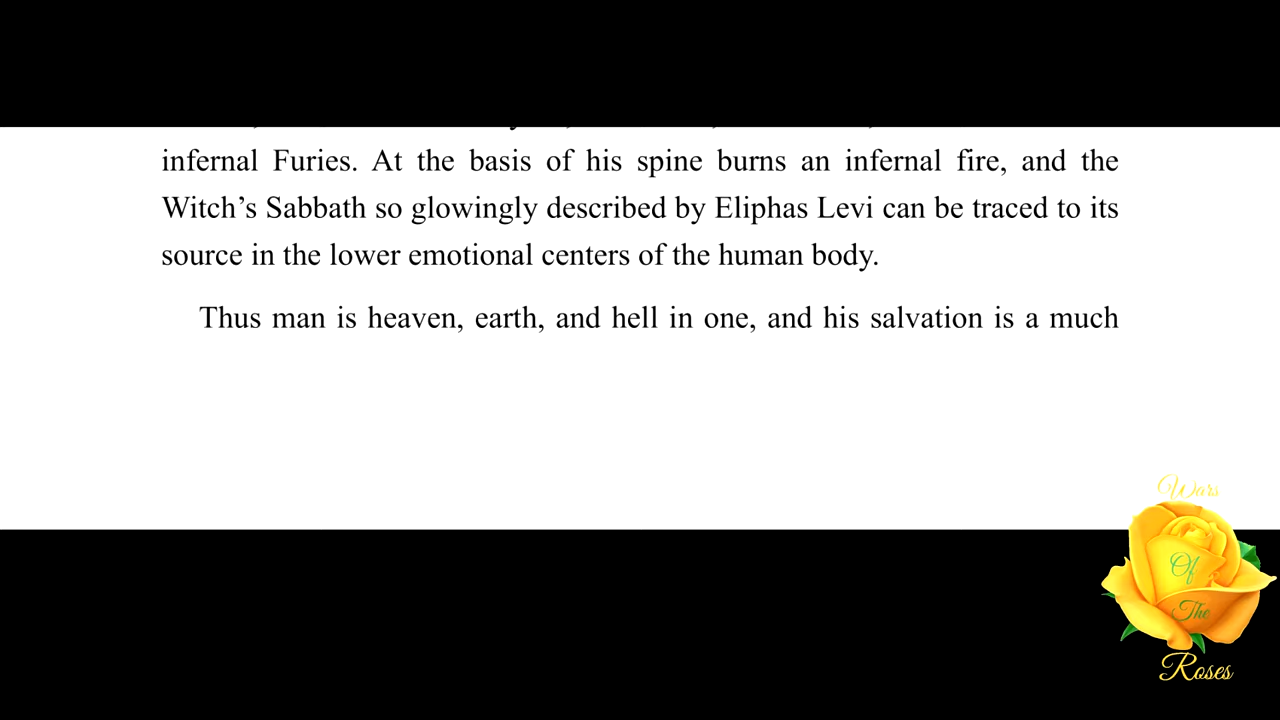 infernal Furies. At the basis of his spine burns an infernal fire, and the
Witch’s Sabbath so glowingly described by Eliphas Levi can be traced to its
source in the lower emotional centers of the human body.
Thus man is heaven, earth, and hell in one, and his salvation is a much
Wars
Of
The
Roses